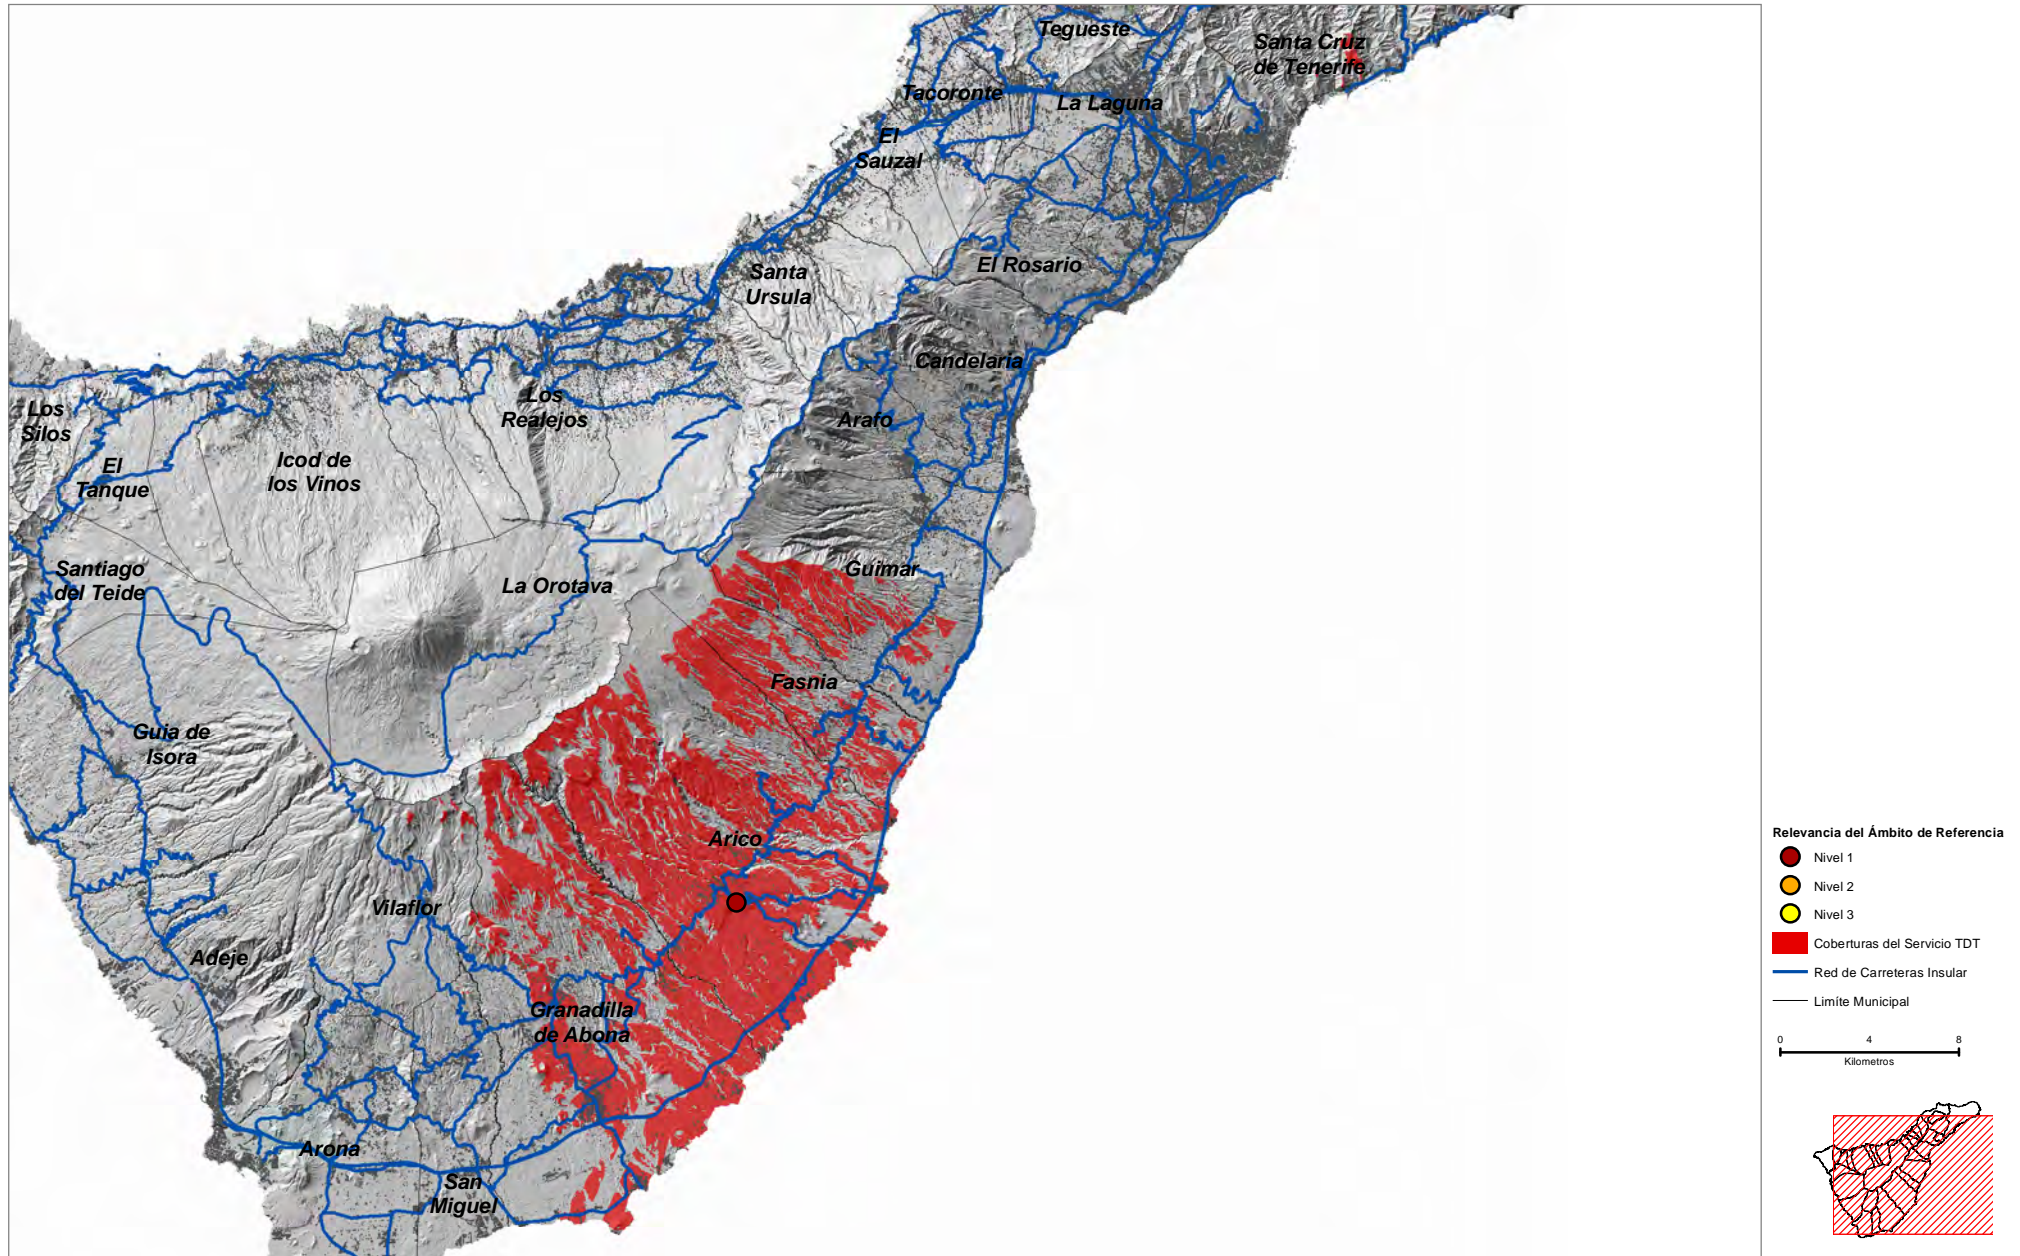 Tegueste
Santa Cruz
de Tenerife
Tacoronte
La Laguna
El
Sauzal
El Rosario
Santa
Ursula
Candelaria
Los
Silos
Los
Realejos
Arafo
El
Tanque
Icod de
los Vinos
Santiago
del Teide
La Orotava
Guimar
Fasnia
Guia de
Isora
Arico
Vilaflor
Adeje
Granadilla
de Abona
Arona
San
Miguel
Relevancia del Ámbito de Referencia
Nivel 1
Nivel 2
Nivel 3
Coberturas del Servicio TDT
Red de Carreteras Insular
Limíte Municipal
0 4 8
Kilometros